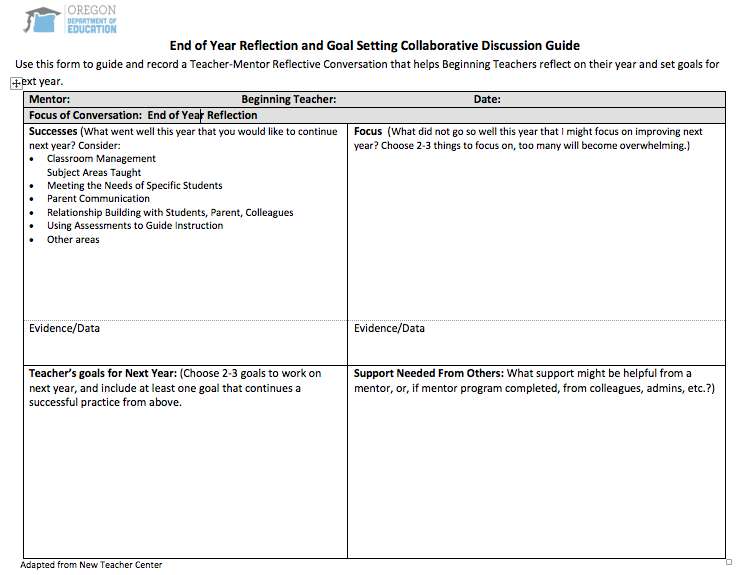 OREGON
DEPARTMENT OF
EDUCATION
End of Year Reflection and Goal Setting Collaborative Discussion Guide
Use this form to guide and record a Teacher-Mentor Reflective Conversation that helps Beginning Teachers reflect on their year and set goals for
ext year.
Mentor: Beginning Teacher: Date:
Focus of Conversation: End of Year Reflection
Successes (What went well this year that you would like to continue
next year? Consider:
• Classroom Management
Subject Areas Taught
• Meeting the Needs of Specific Students
• Parent Communication
• Relationship Building with Students, Parent, Colleagues
• Using Assessments to Guide Instruction
• Other areas
Focus (What did not go so well this year that I might focus on improving next
year? Choose 2-3 things to focus on, too many will become overwhelming.)
Evidence/Data
Evidence/Data
Teacher's goals for Next Year: (Choose 2-3 goals to work on
next year, and include at least one goal that continues a
successful practice from above.
Support Needed From Others: What support might be helpful from a
mentor, or, if mentor program completed, from colleagues, admins, etc.?)
Adapted from New Teacher Center